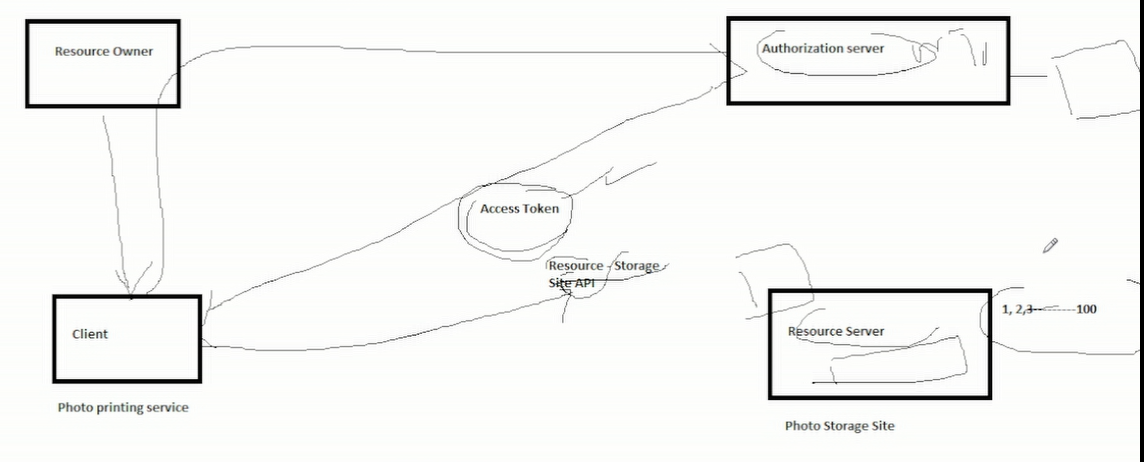 Resource Owner
Authorization server
Access Token
Resource - Storage
Site API
Client
Resource Server
1, 2,3-----------100
Photo printing service
Photo Storage Site